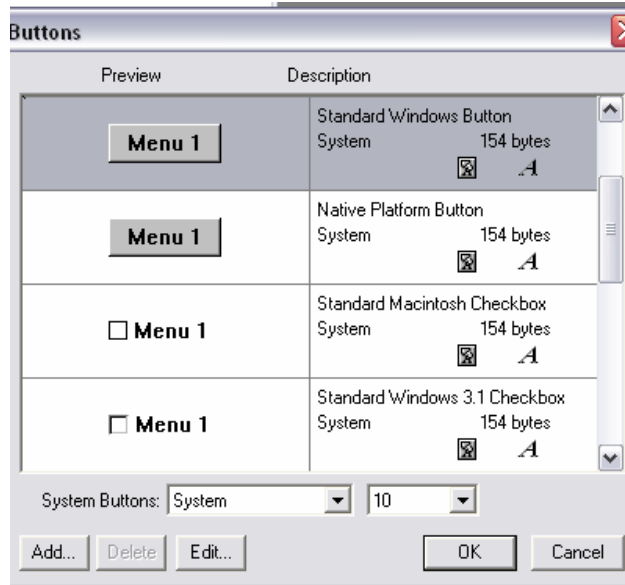 Buttons
Preview Description
Menu 1
Standard Windows Button
System 154 bytes
A
Menu 1
Native Platform Button
System 154 bytes
A
Menu 1
Standard Macintosh Checkbox
System 154 bytes
A
Menu 1
Standard Windows 3.1 Checkbox
System 154 bytes
A
System Buttons: System 10
Add... Delete Edit... OK Cancel